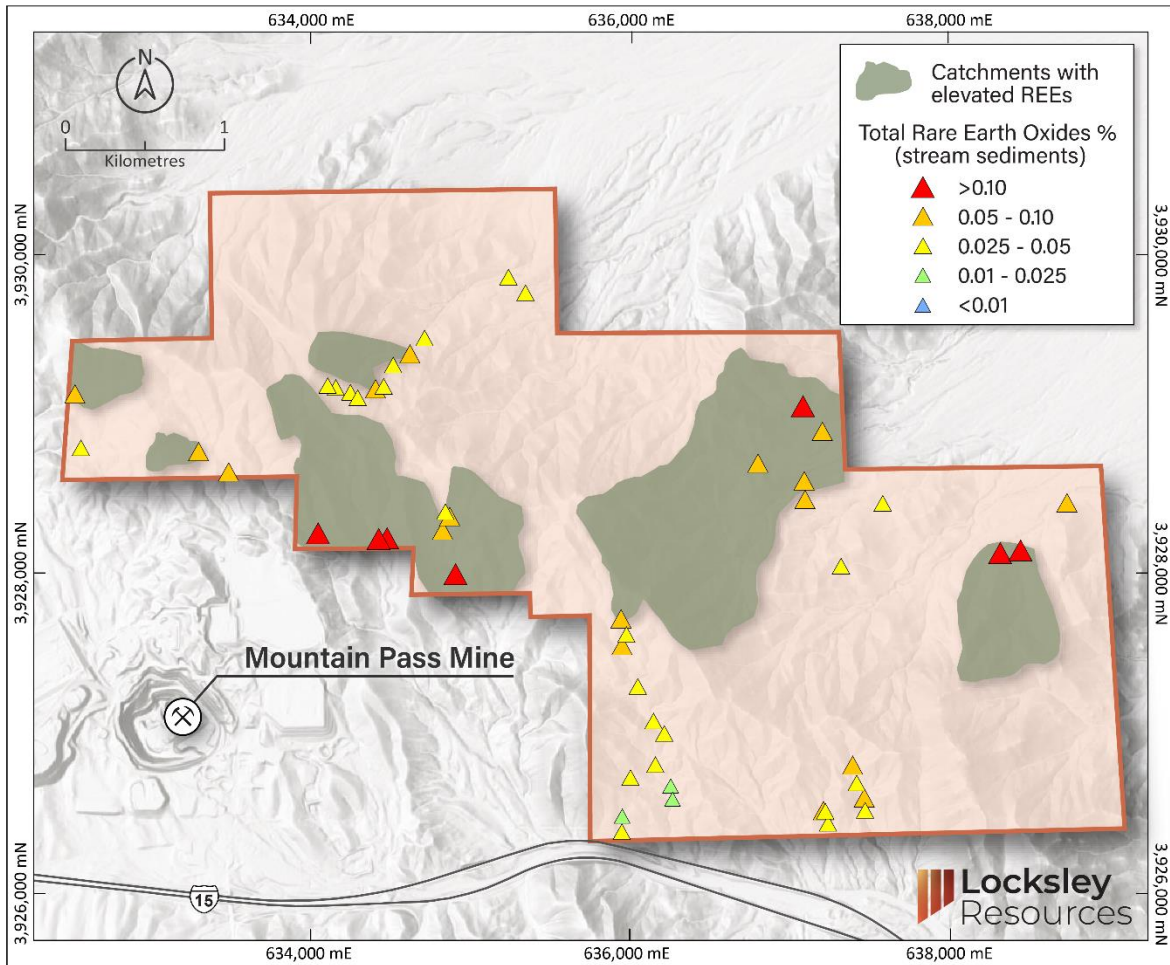 634,000 mE
636,000 mE
638,000 mE
N
0
1
Kilometres
Catchments with
elevated REEs
Total Rare Earth Oxides %
(stream sediments)
>0.10
0.05 - 0.10
0.025 - 0.05
0.01 - 0.025
<0.01
3,930,000 mN
3,930,000 mN
3,928,000 mN
3,928,000 mN
Mountain Pass Mine
15
Locksley
Resources
3,926,000 mN
3,926,000 mN
634,000 mE
636,000 mE
638,000 mE